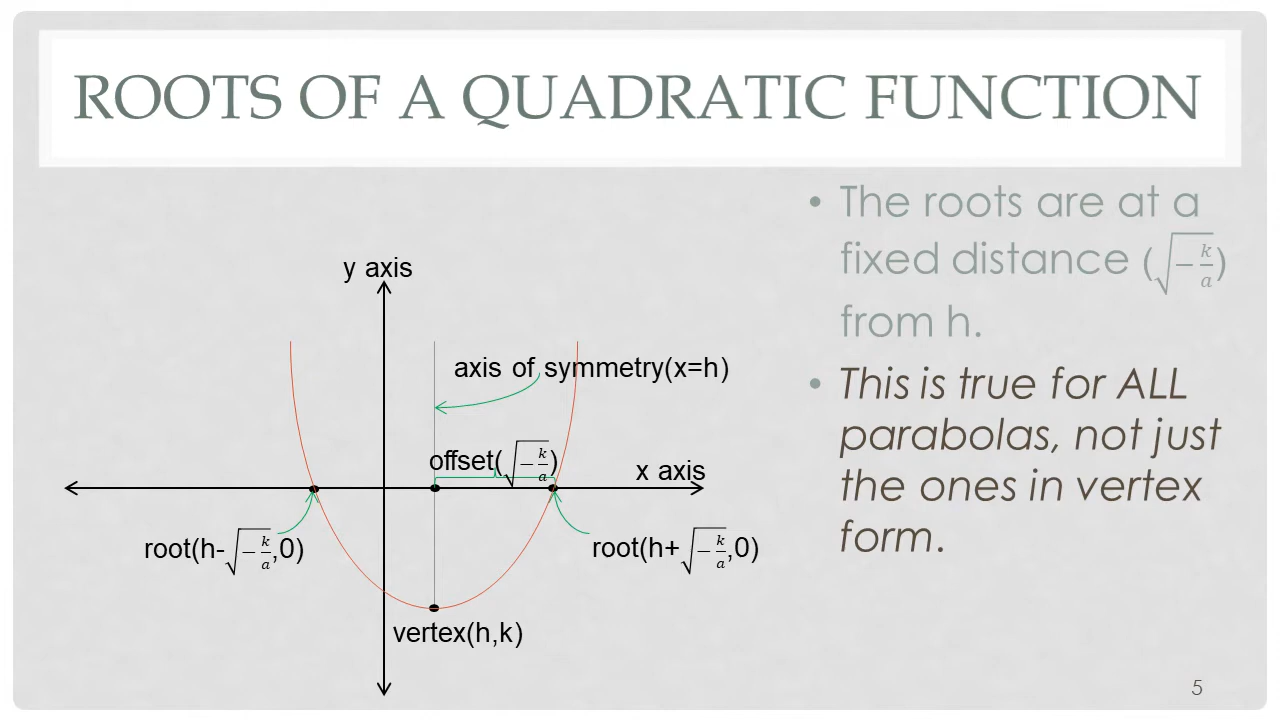 ROOTS OF A QUADRATIC FUNCTION
• The roots are at a
fixed distance (√(-k/a))
from h.
• This is true for ALL
parabolas, not just
the ones in vertex
form.
y axis
axis of symmetry(x=h)
offset(√(-k/a))
x axis
root(h-√(-k/a),0)
root(h+√(-k/a),0)
vertex(h,k)
5